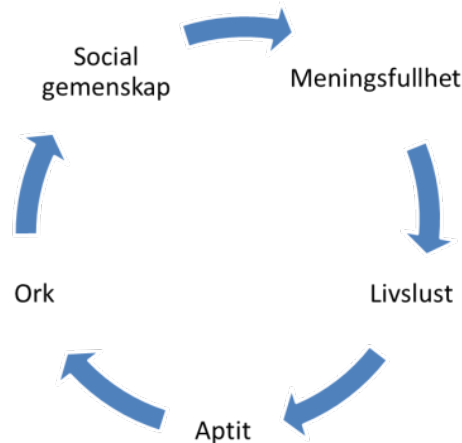 Social
gemenskap
Meningsfullhet
Livslust
Aptit
Ork